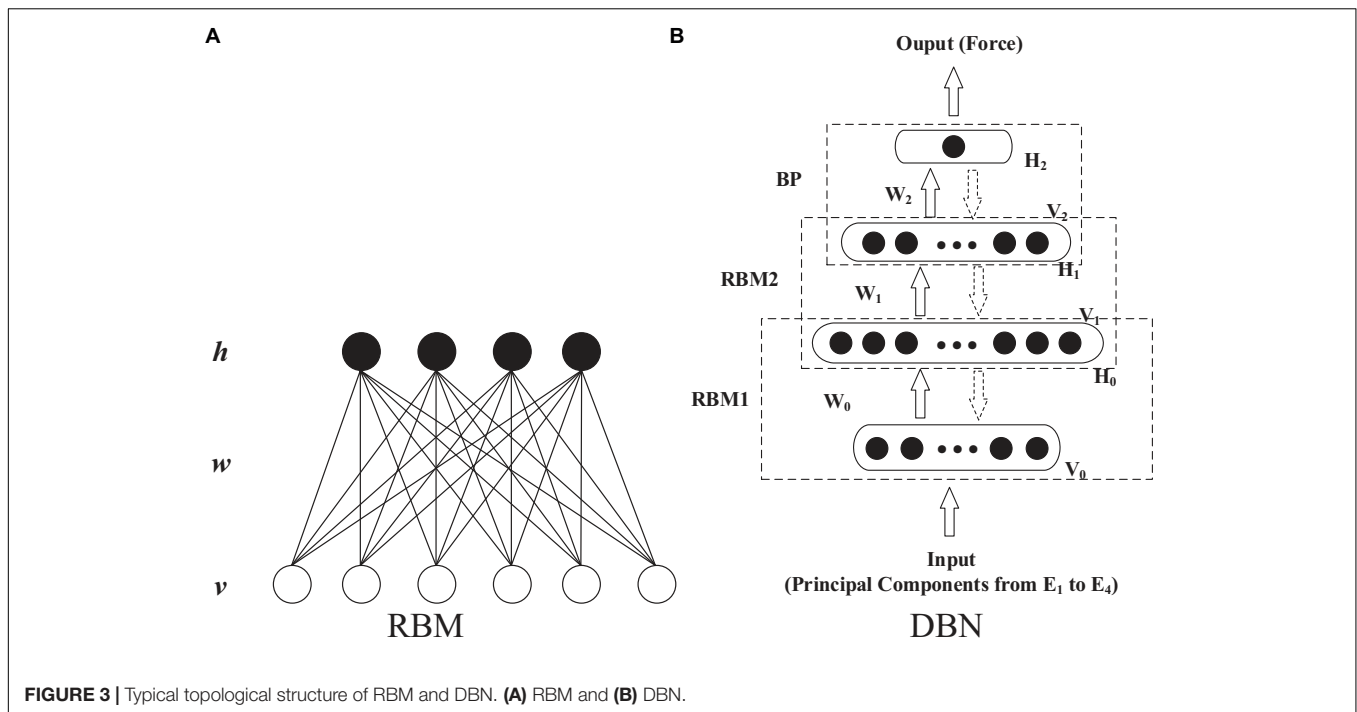 A
h
w
v
RBM
B
Ouput (Force)
H₂
BP
W₂
V₂
H₁
RBM2
W₁
V₁
H₀
RBM1
W₀
V₀
Input
(Principal Components from E₁ to E₄)
DBN
FIGURE 3 | Typical topological structure of RBM and DBN. (A) RBM and (B) DBN.